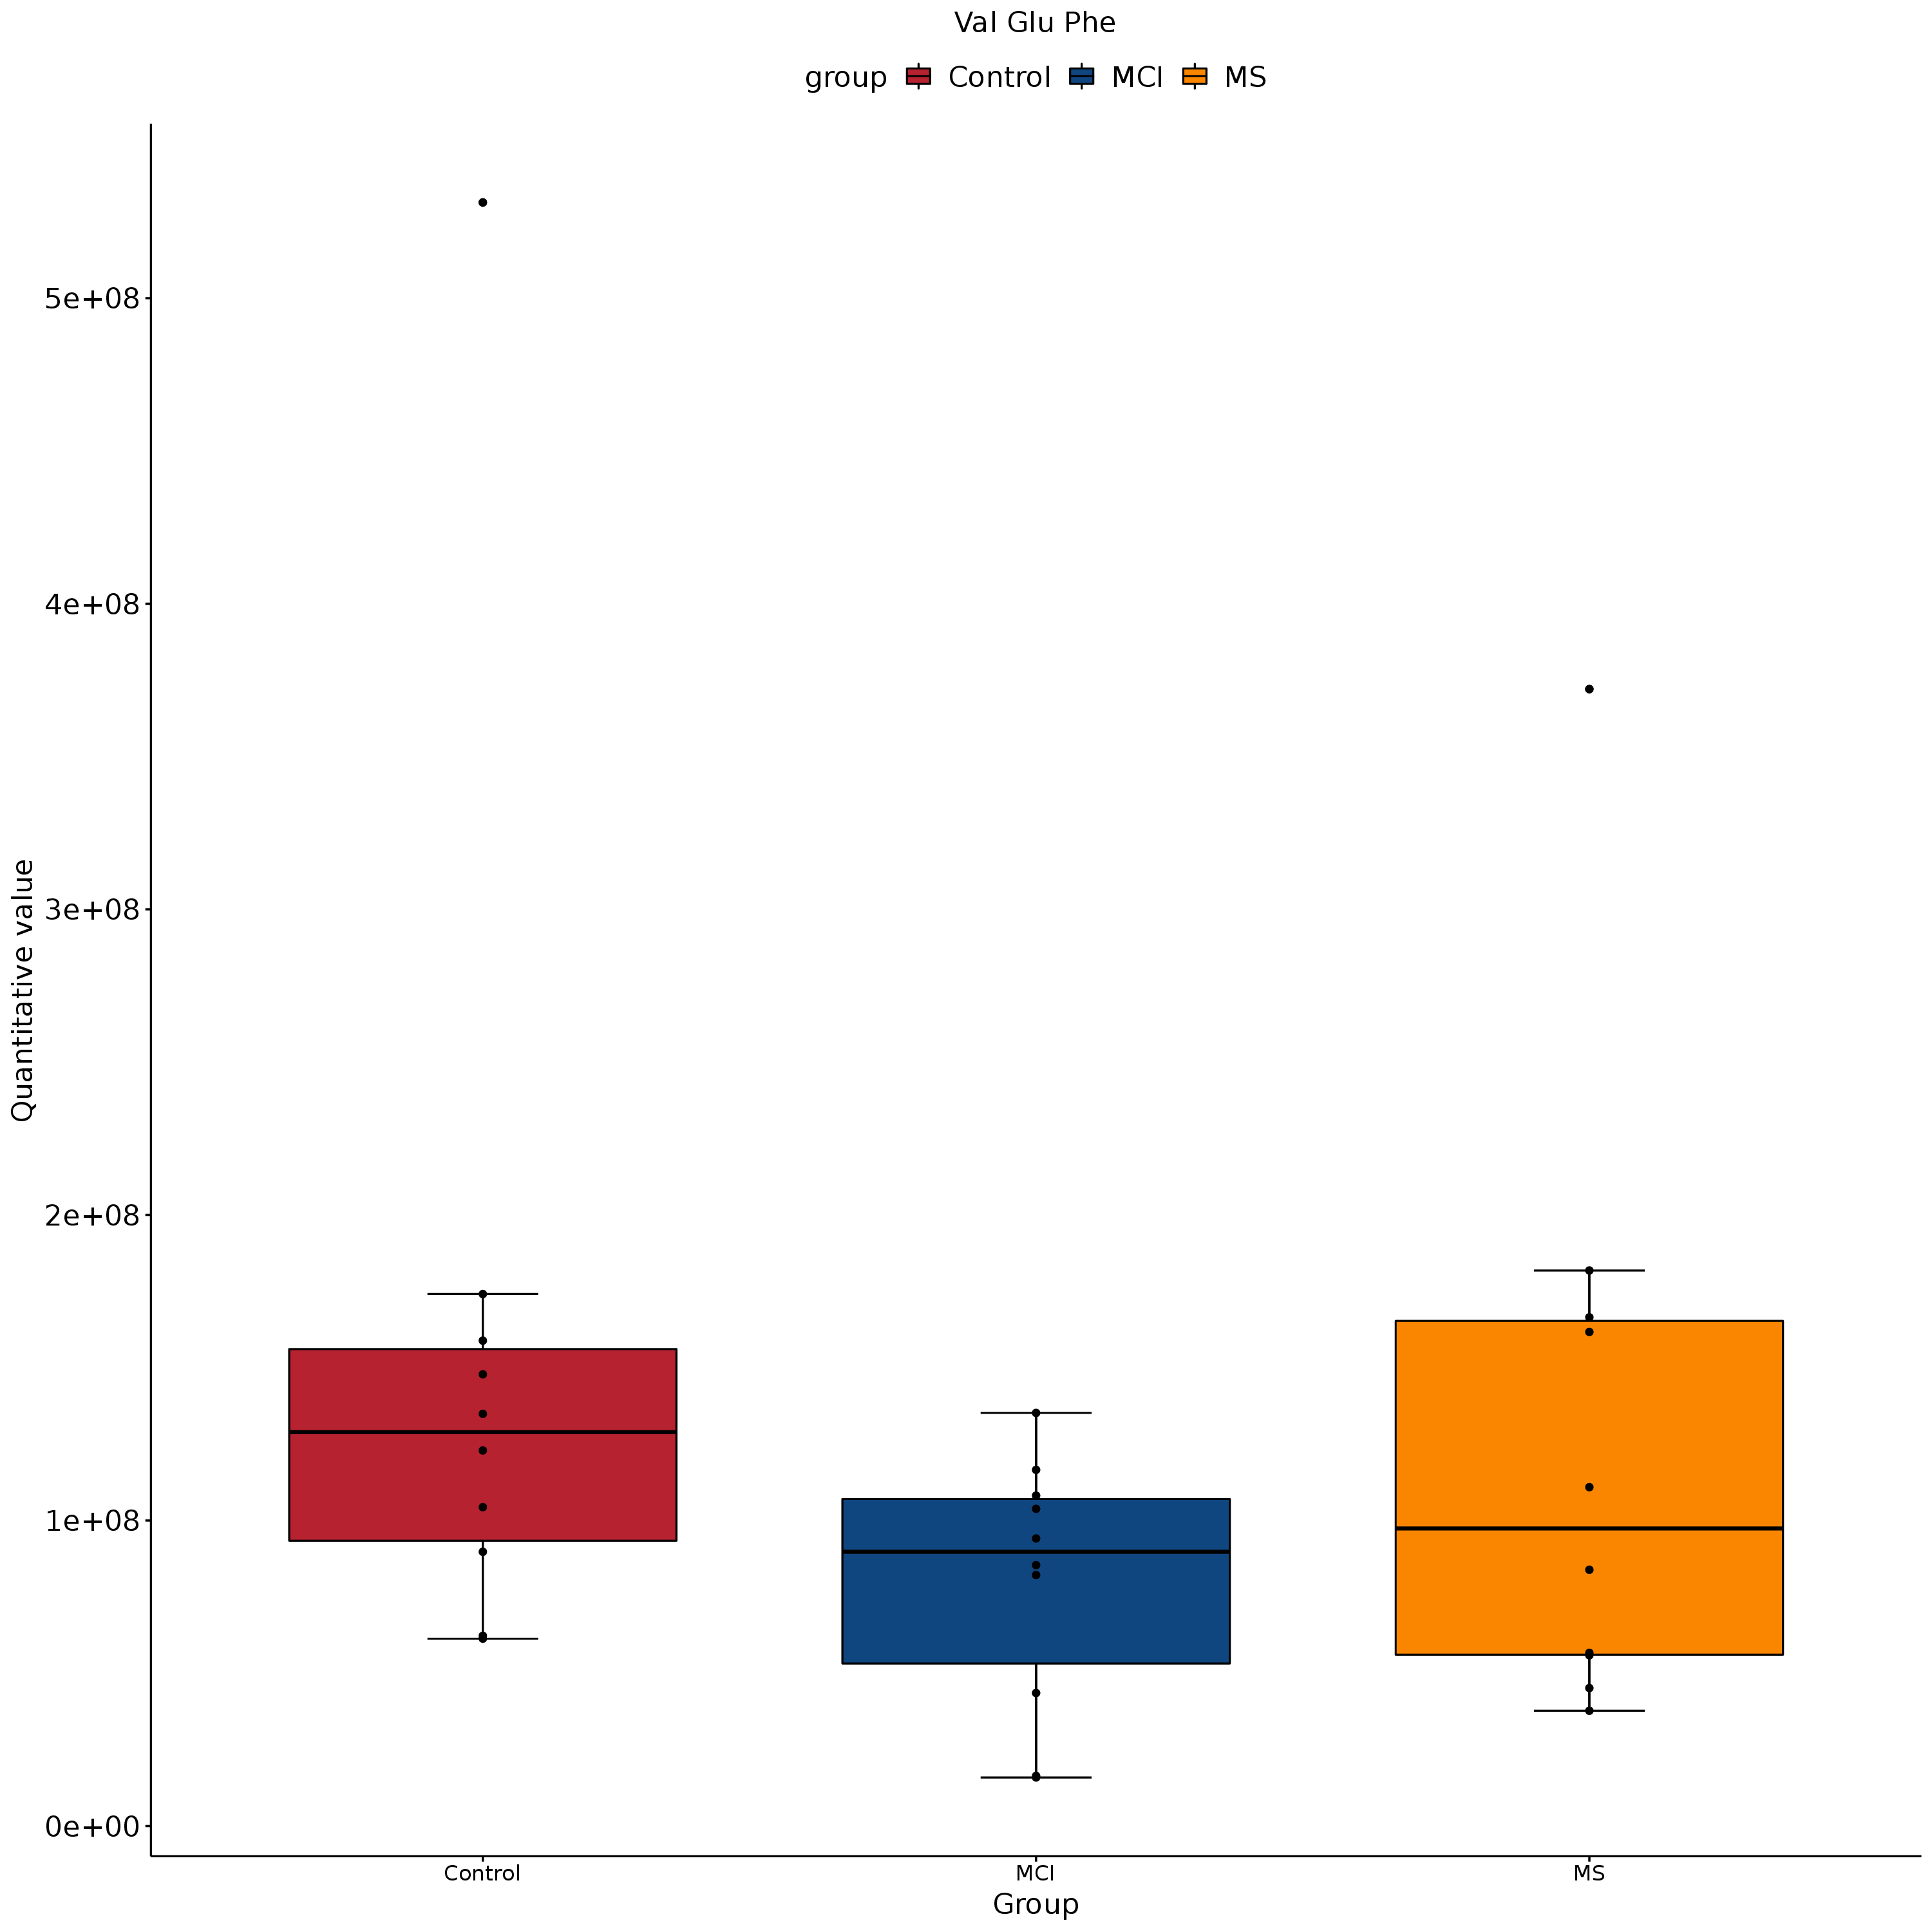 Val Glu Phe
group Control MCI MS
5e+08
4e+08
3e+08
2e+08
1e+08
0e+00
Quantitative value
Control MCI MS
Group